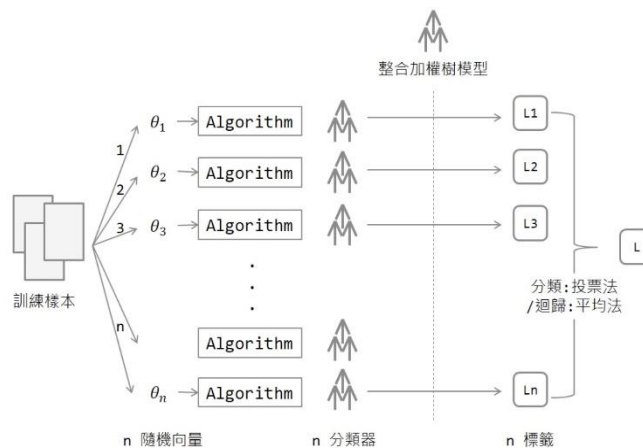 整合加權樹模型
1 θ₁ Algorithm L1
2 θ₂ Algorithm L2
3 θ₃ Algorithm L3
訓練樣本
L
分類:投票法
/迴歸:平均法
n Algorithm
θₙ Algorithm Ln
n 隨機向量 n 分類器 n 標籤